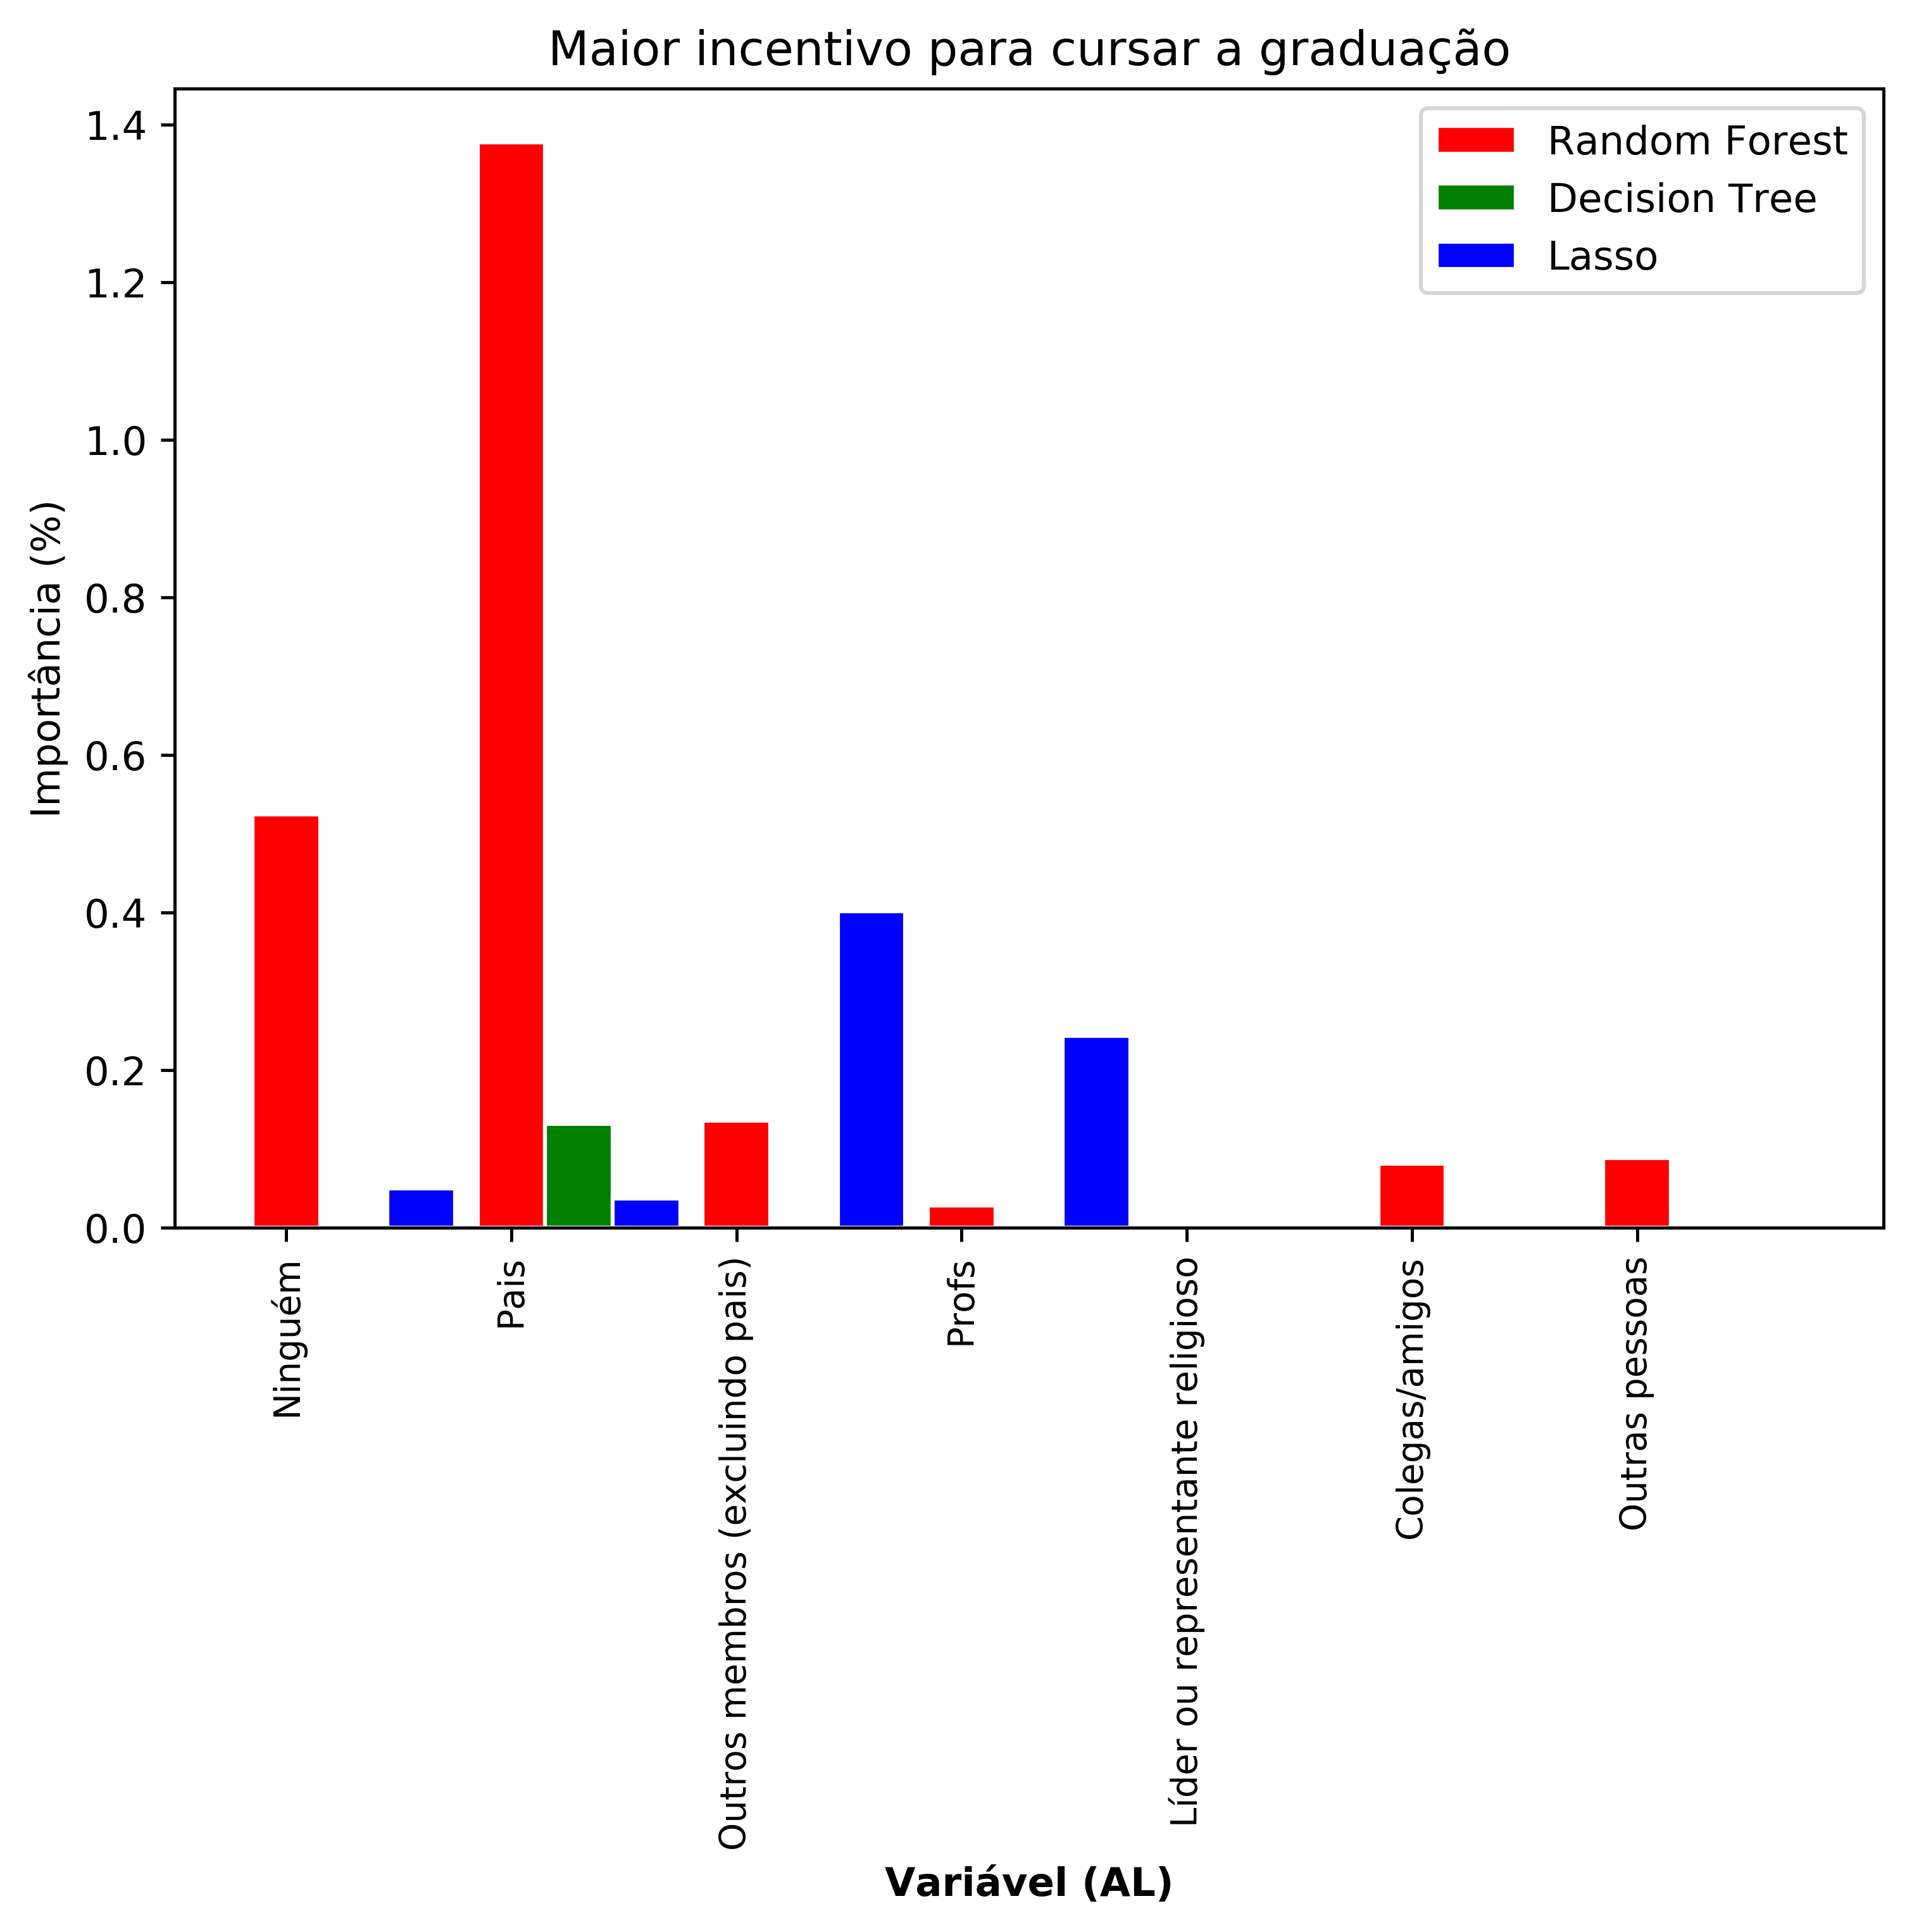 Maior incentivo para cursar a graduação
Random Forest
Decision Tree
Lasso
Importância (%)
1.4
1.2
1.0
0.8
0.6
0.4
0.2
0.0
Ninguém
Pais
Outros membros (excluindo pais)
Profs
Líder ou representante religioso
Colegas/amigos
Outras pessoas
Variável (AL)